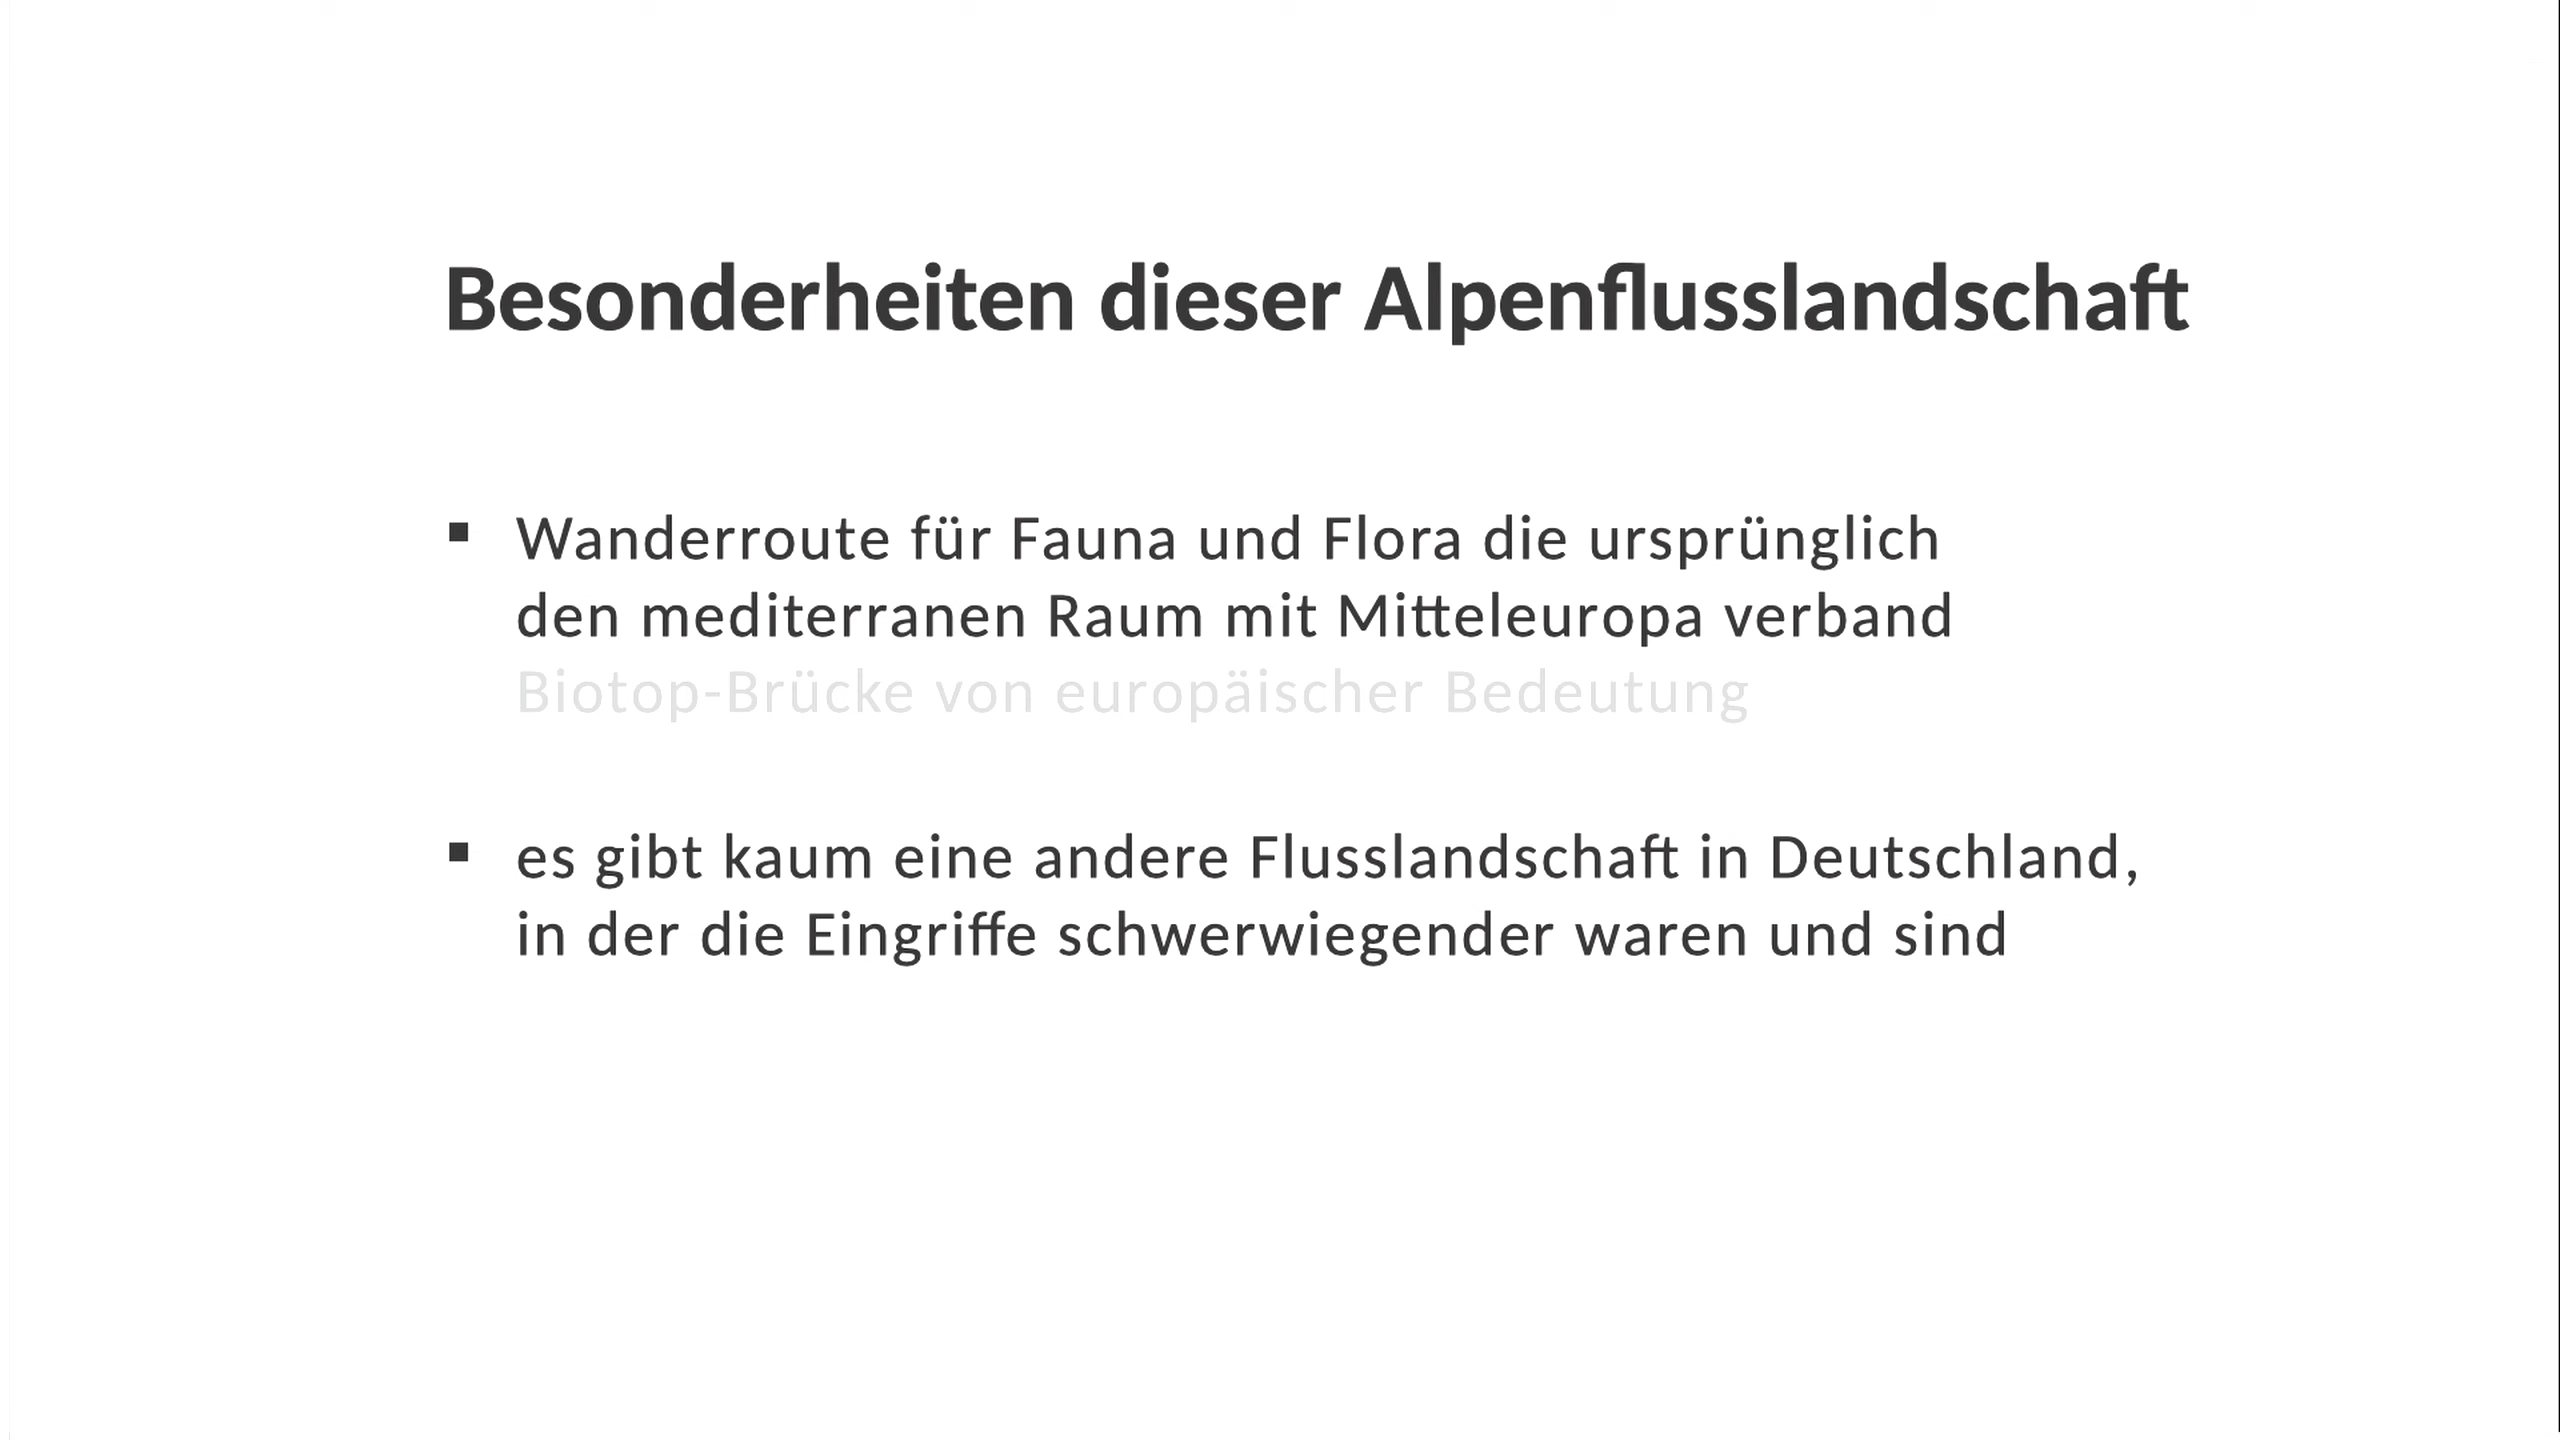 Besonderheiten dieser Alpenflusslandschaft
▪ Wanderroute für Fauna und Flora die ursprünglich
den mediterranen Raum mit Mitteleuropa verband
Biotop-Brücke von europäischer Bedeutung
▪ es gibt kaum eine andere Flusslandschaft in Deutschland,
in der die Eingriffe schwerwiegender waren und sind